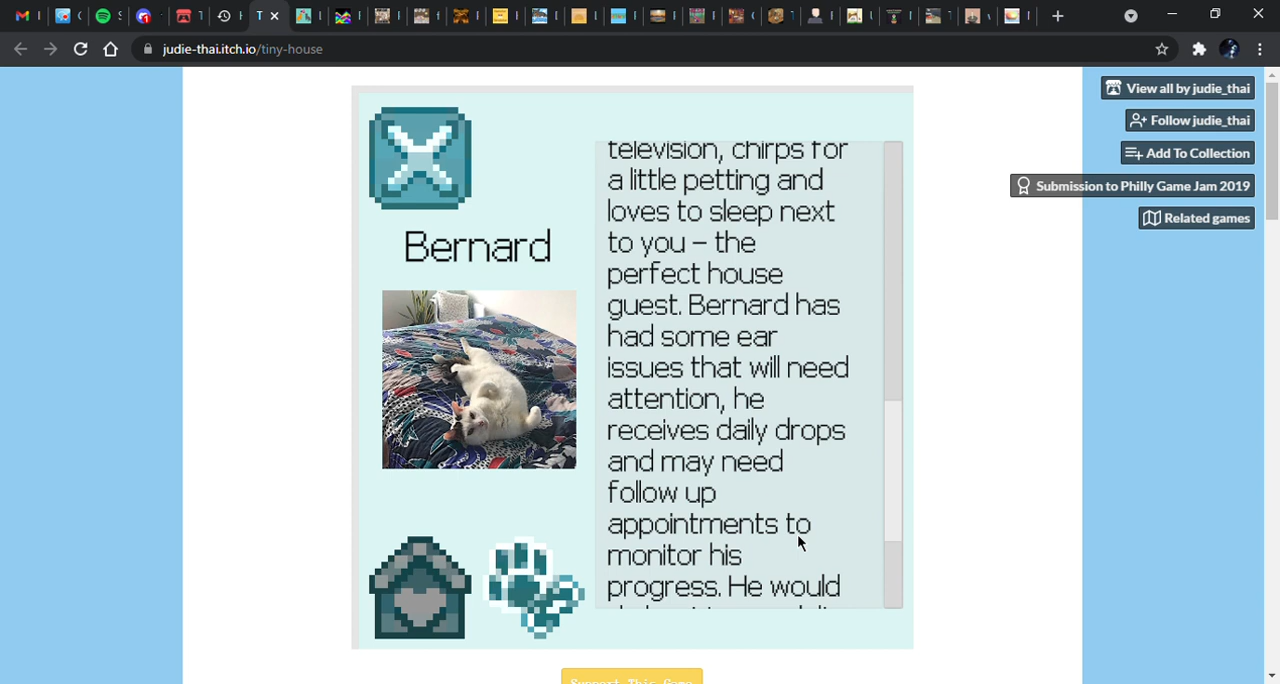 judie-thai.itch.io/tiny-house
View all by judie_thai
Follow judie_thai
Add To Collection
Submission to Philly Game Jam 2019
Related games
Bernard
television, chirps for
a little petting and
loves to sleep next
to you – the
perfect house
guest. Bernard has
had some ear
issues that will need
attention, he
receives daily drops
and may need
follow up
appointments to
monitor his
progress. He would
Support This Game